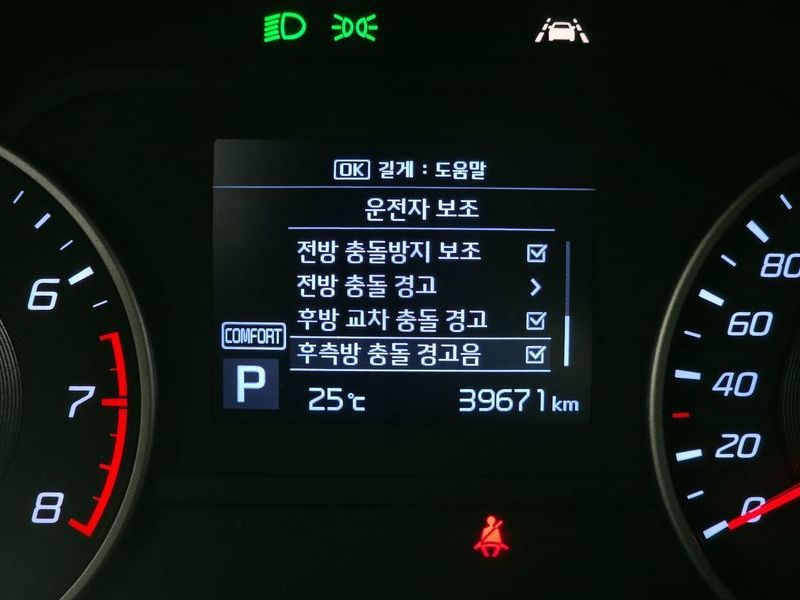 OK 길게 : 도움말
운전자 보조
전방 충돌방지 보조
전방 충돌 경고
후방 교차 충돌 경고
후측방 충돌 경고음
COMFORT
P
25℃ 39671km
6
7
8
80
60
40
20
0